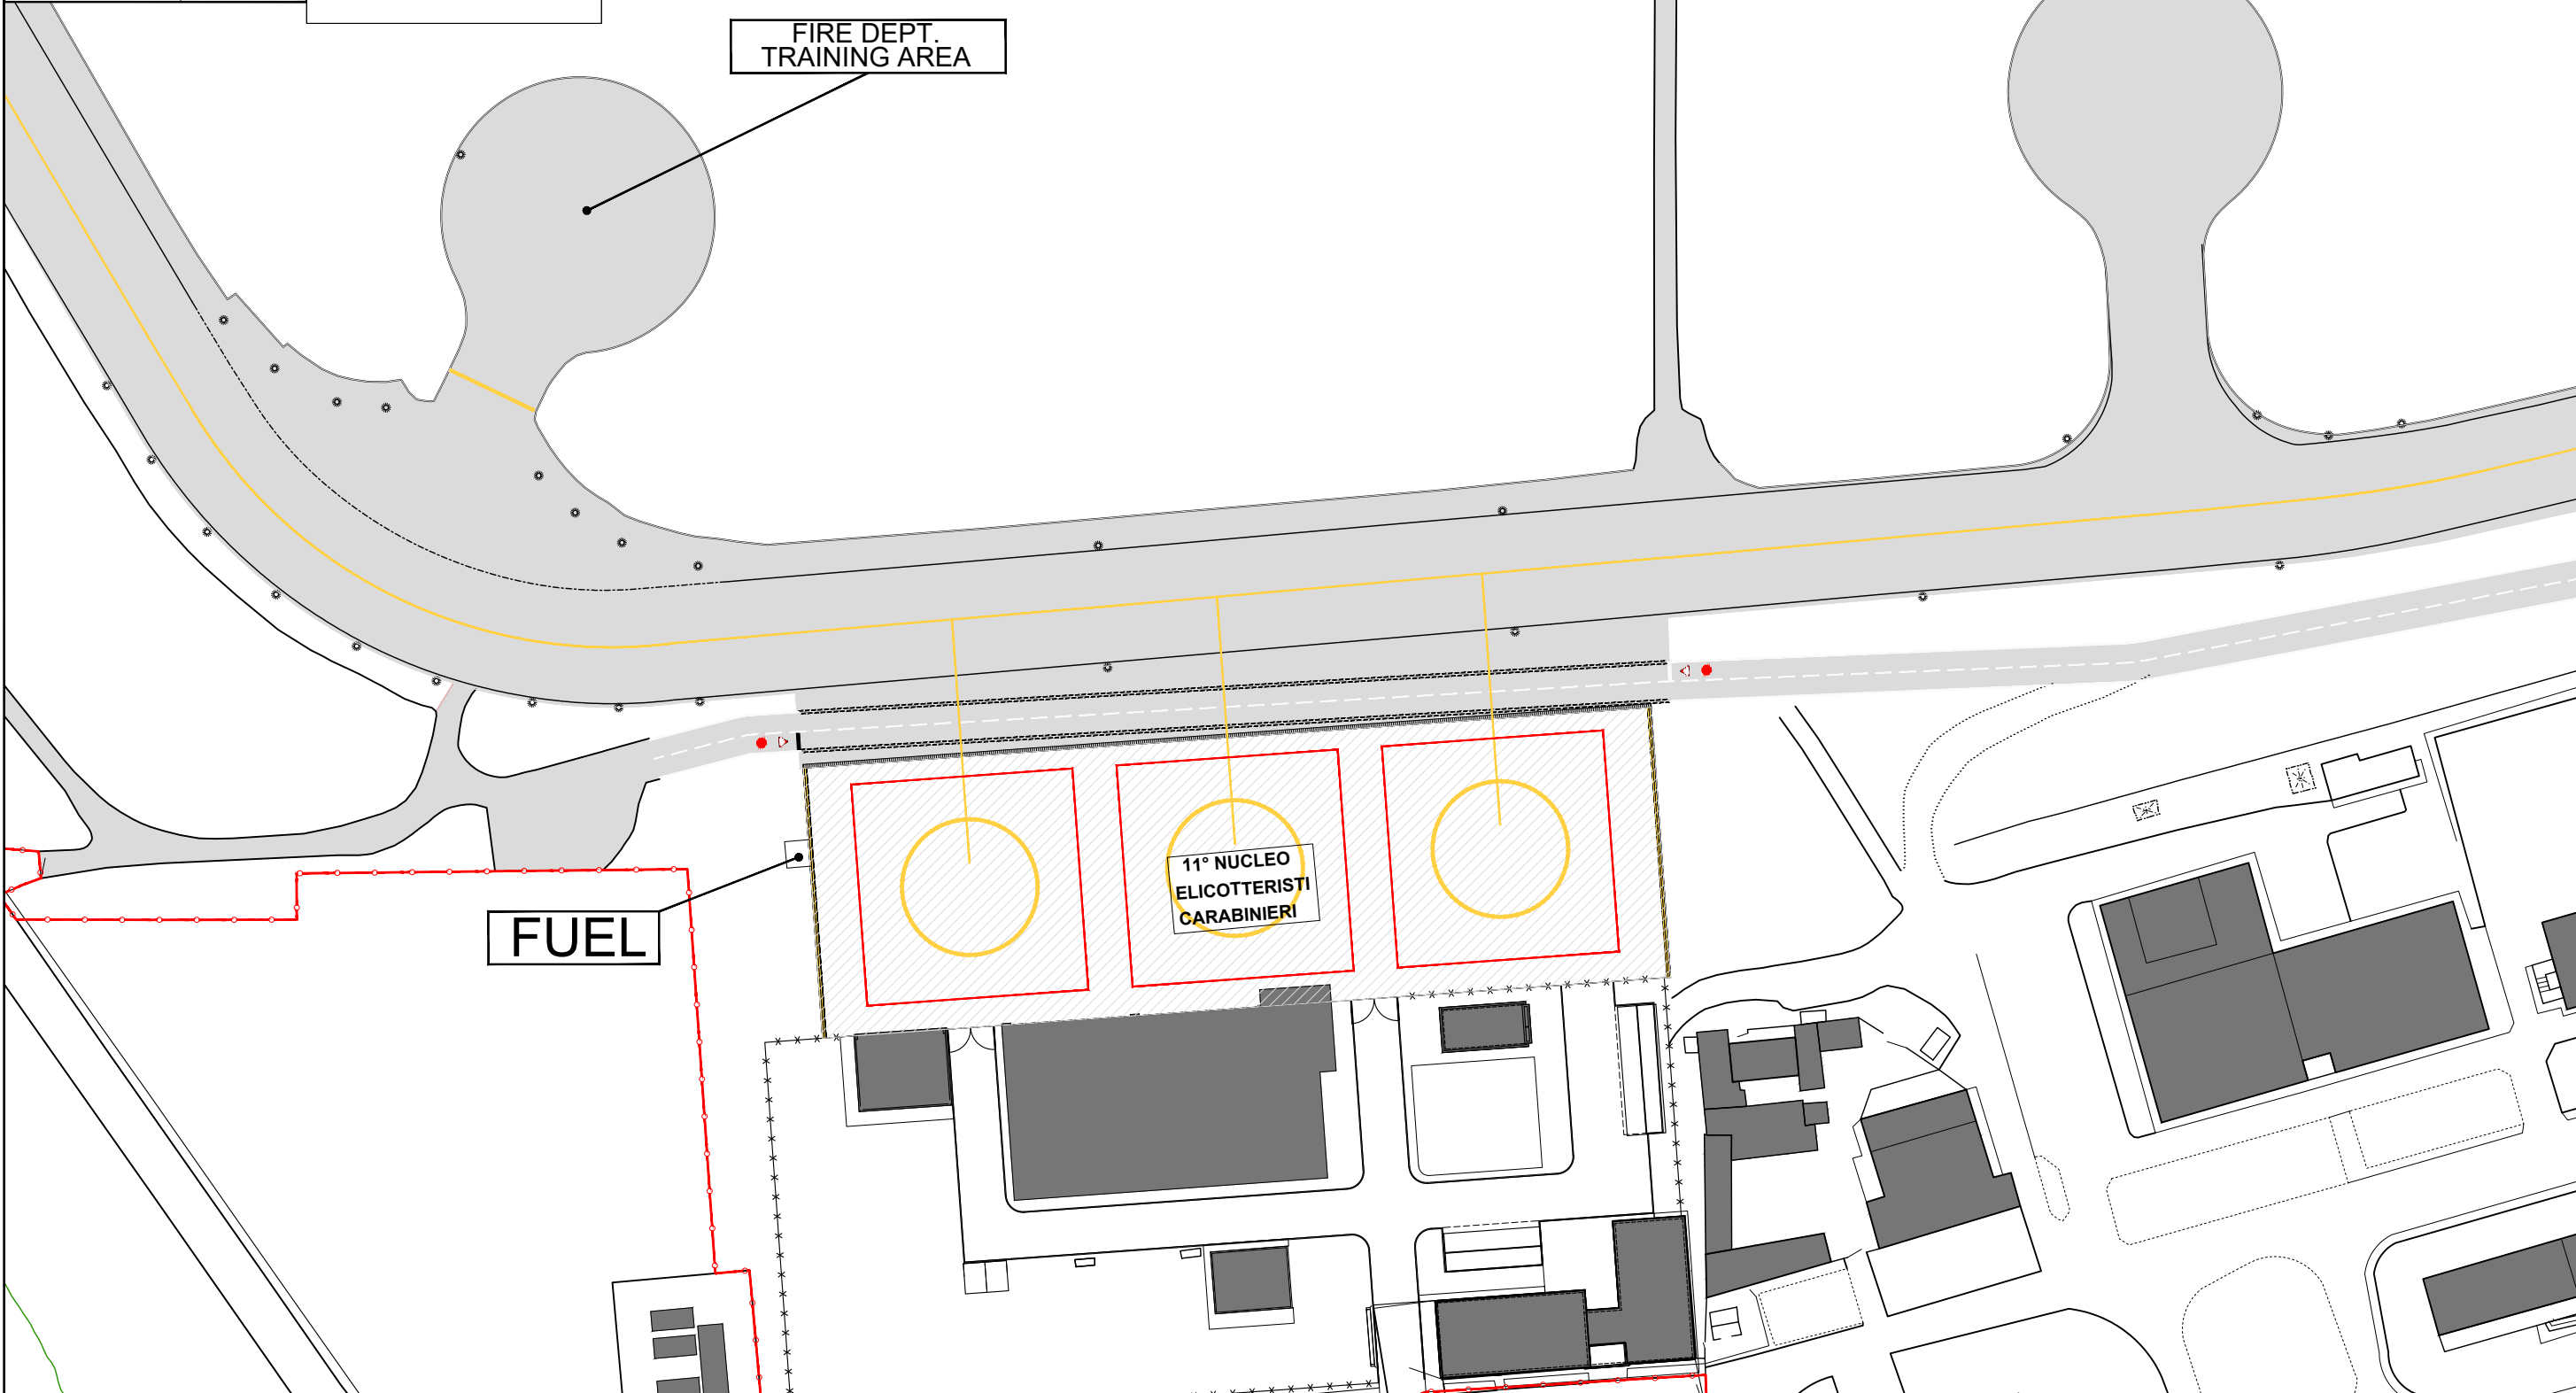 FIRE DEPT.
TRAINING AREA
11° NUCLEO
ELICOTTERISTI
CARABINIERI
FUEL